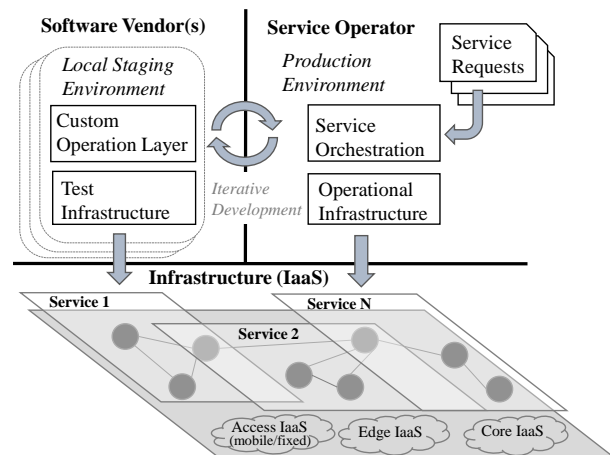 Software Vendor(s)
Service Operator
Local Staging
Environment
Production
Environment
Service
Requests
Custom
Operation Layer
Service
Orchestration
Test
Infrastructure
Iterative
Development
Operational
Infrastructure
Infrastructure (IaaS)
Service 1
Service N
Service 2
Access IaaS
(mobile/fixed)
Edge IaaS
Core IaaS